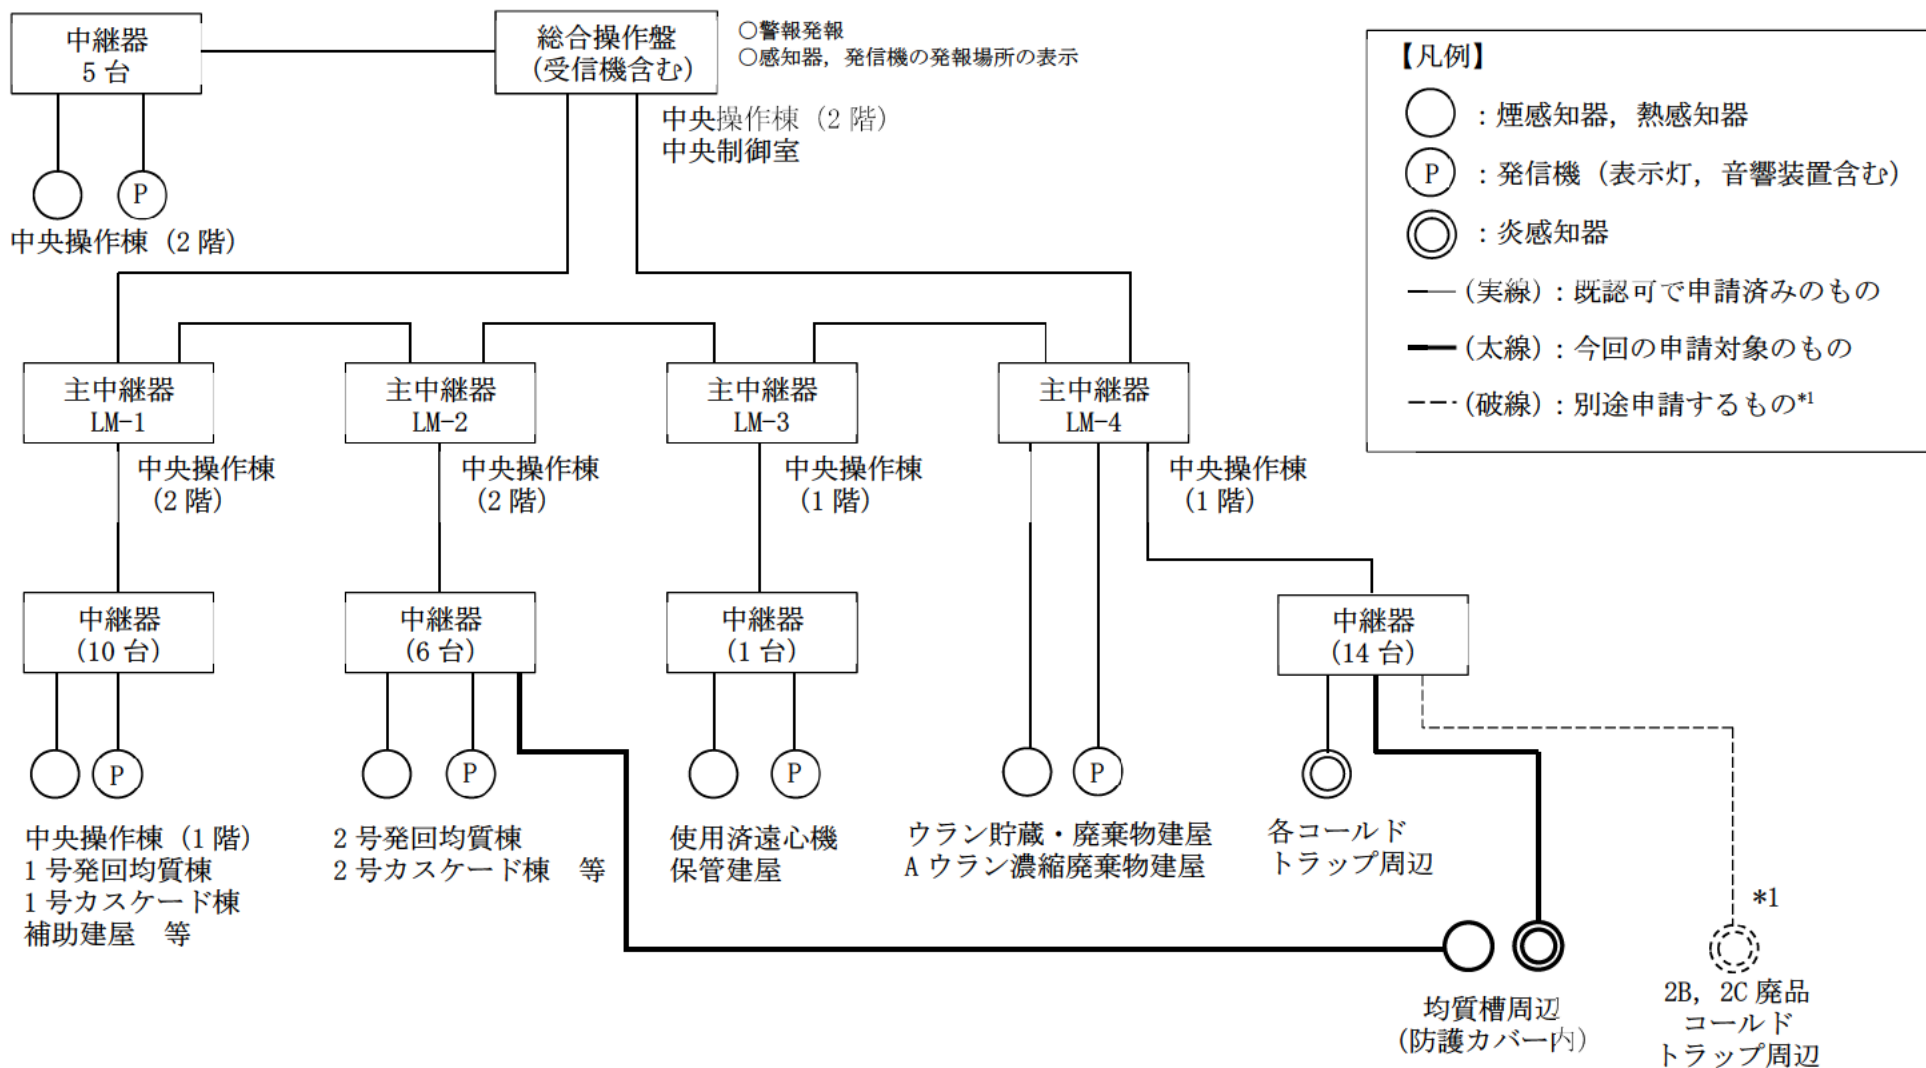 中継器
5 台
総合操作盤
(受信機含む)
○警報発報
○感知器，発信機の発報場所の表示
中央操作棟（2 階）
中央制御室
P
中央操作棟（2 階）
【凡例】
：煙感知器，熱感知器
P ：発信機（表示灯，音響装置含む）
：炎感知器
(実線)：既認可で申請済みのもの
(太線)：今回の申請対象のもの
(破線)：別途申請するもの*1
主中継器
LM-1
主中継器
LM-2
主中継器
LM-3
主中継器
LM-4
中央操作棟
（2 階）
中央操作棟
（2 階）
中央操作棟
（1 階）
中央操作棟
（1 階）
中継器
(10 台)
中継器
(6 台)
中継器
(1 台)
中継器
(14 台)
P
P
P
P
中央操作棟（1 階）
1 号発回均質棟
1 号カスケード棟
補助建屋　等
2 号発回均質棟
2 号カスケード棟　等
使用済遠心機
保管建屋
ウラン貯蔵・廃棄物建屋
A ウラン濃縮廃棄物建屋
各コールド
トラップ周辺
*1
均質槽周辺
(防護カバー内)
2B，2C 廃品
コールド
トラップ周辺